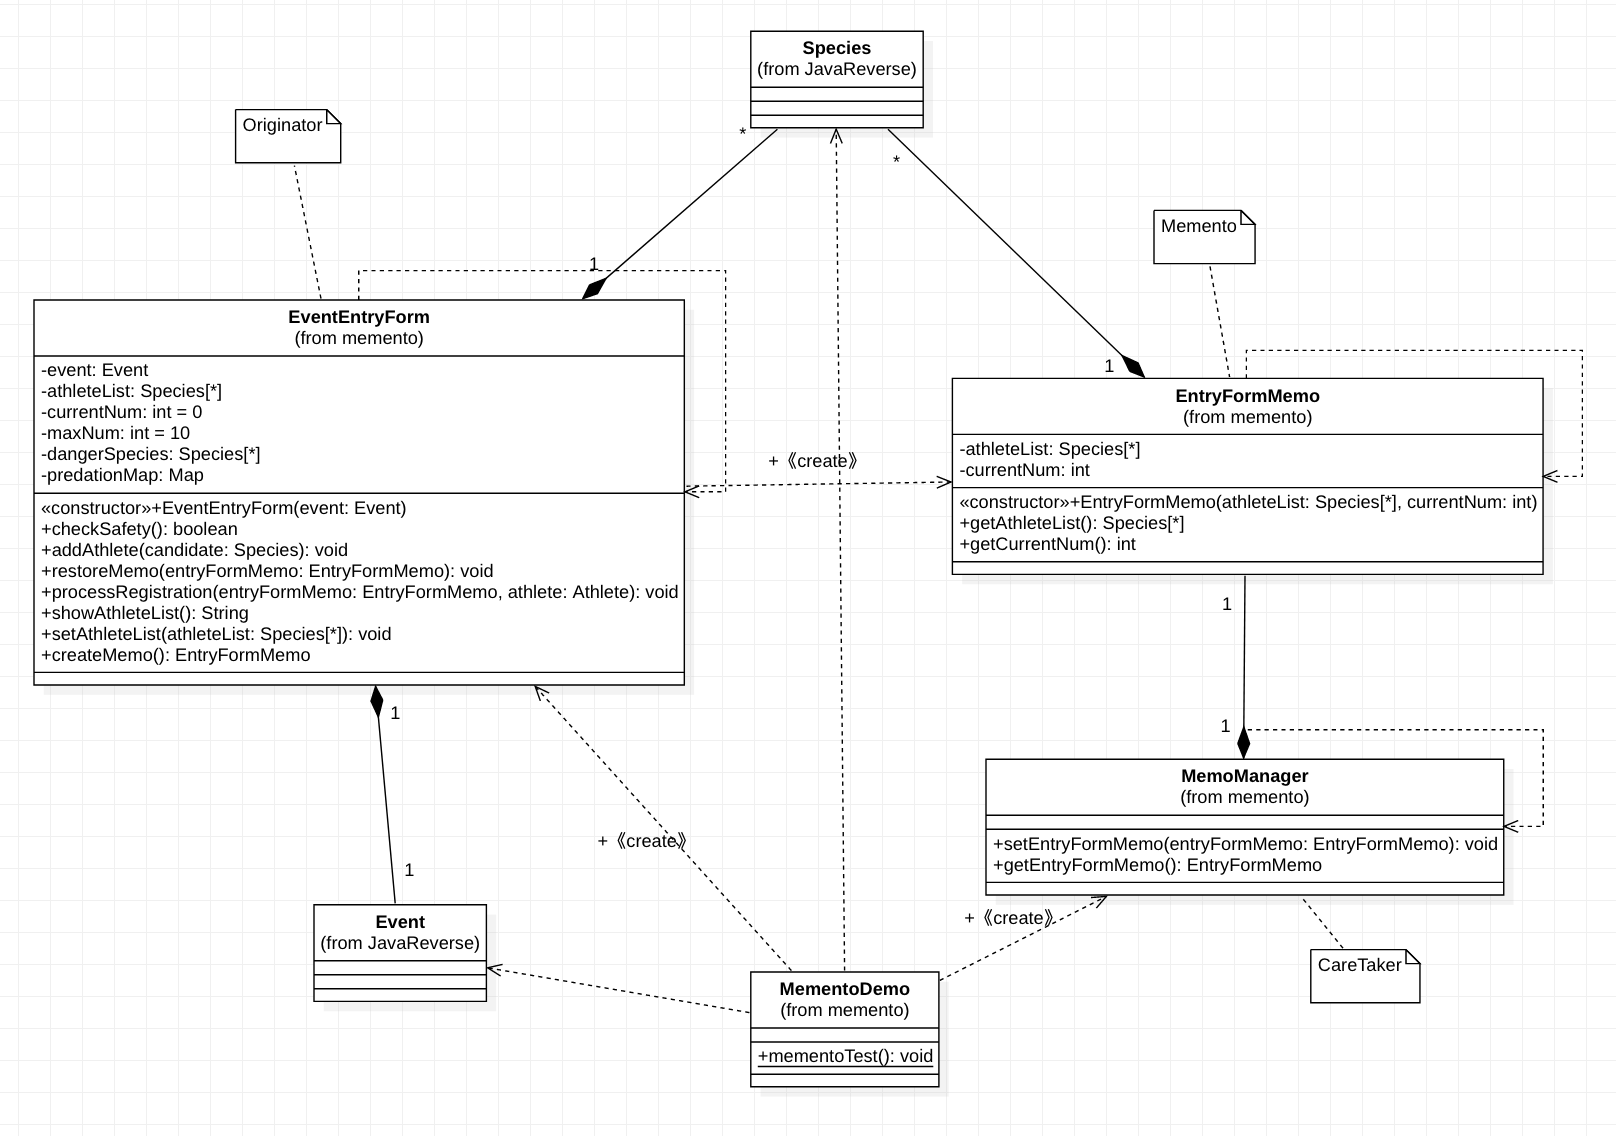 Species
(from JavaReverse)
*
*
Originator
Memento
1
1
EventEntryForm
(from memento)
-event: Event
-athleteList: Species[*]
-currentNum: int = 0
-maxNum: int = 10
-dangerSpecies: Species[*]
-predationMap: Map
«constructor»+EventEntryForm(event: Event)
+checkSafety(): boolean
+addAthlete(candidate: Species): void
+restoreMemo(entryFormMemo: EntryFormMemo): void
+processRegistration(entryFormMemo: EntryFormMemo, athlete: Athlete): void
+showAthleteList(): String
+setAthleteList(athleteList: Species[*]): void
+createMemo(): EntryFormMemo
+《create》
EntryFormMemo
(from memento)
-athleteList: Species[*]
-currentNum: int
«constructor»+EntryFormMemo(athleteList: Species[*], currentNum: int)
+getAthleteList(): Species[*]
+getCurrentNum(): int
1
1
1
1
MemoManager
(from memento)
+setEntryFormMemo(entryFormMemo: EntryFormMemo): void
+getEntryFormMemo(): EntryFormMemo
+《create》
+《create》
Event
(from JavaReverse)
CareTaker
MementoDemo
(from memento)
+mementoTest(): void